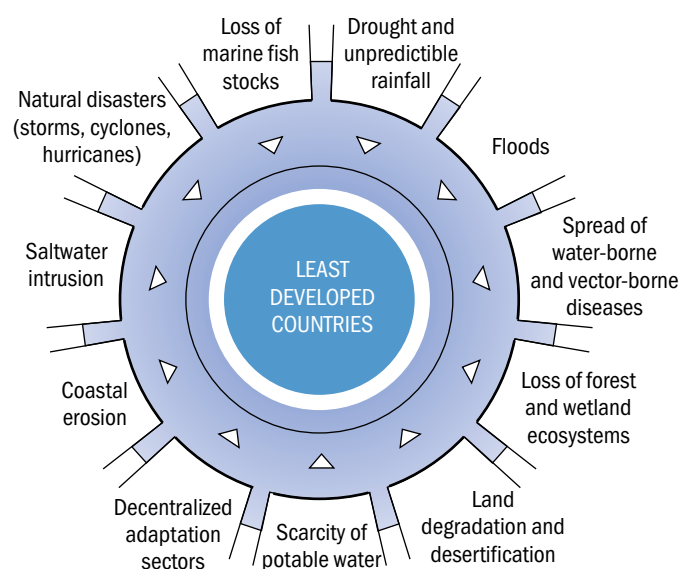 Loss of
marine fish
stocks
Drought and
unpredictible
rainfall
Floods
Spread of
water-borne
and vector-borne
diseases
Loss of forest
and wetland
ecosystems
Land
degradation and
desertification
Scarcity of
potable water
Decentralized
adaptation
sectors
Coastal
erosion
Saltwater
intrusion
Natural disasters
(storms, cyclones,
hurricanes)
LEAST
DEVELOPED
COUNTRIES